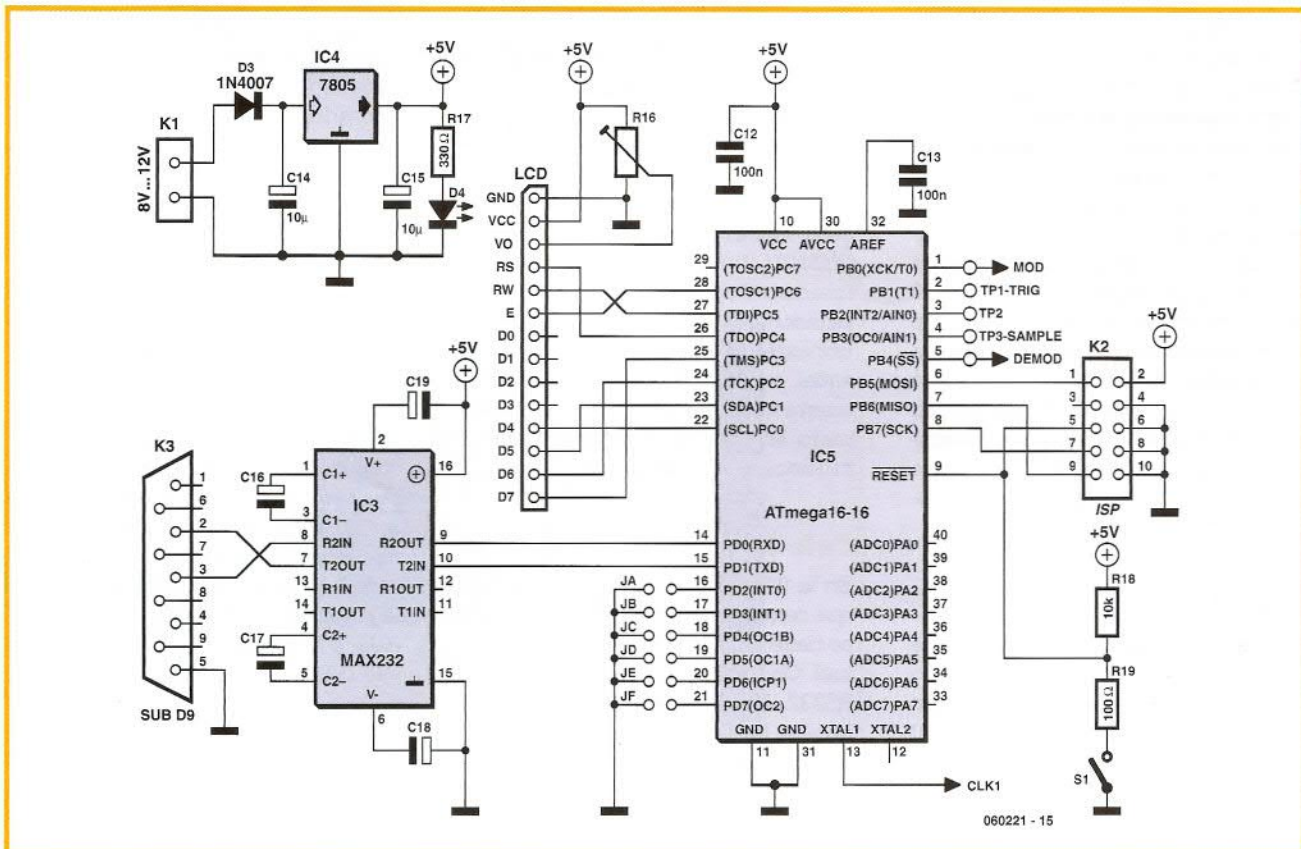 +5V
IC4
D3
1N4007
7805
K1
8V...12V
C14
10µ
C15
10µ
R17
330Ω
D4
+5V
R16
LCD
GND
VCC
VO
RS
RW
E
D0
D1
D2
D3
D4
D5
D6
D7
+5V
C12
100n
C13
100n
10
30
32
VCC
AVCC
AREF
29
(TOSC2)PC7
28
(TOSC1)PC6
27
(TDI)PC5
26
(TDO)PC4
25
(TMS)PC3
24
(TCK)PC2
23
(SDA)PC1
22
(SCL)PC0
PB0(XCK/T0)
1
MOD
PB1(T1)
2
TP1-TRIG
PB2(INT2/AIN0)
3
TP2
PB3(OC0/AIN1)
4
TP3-SAMPLE
PB4(SS)
5
DEMOD
PB5(MOSI)
6
PB6(MISO)
7
PB7(SCK)
8
IC5
RESET
9
ATmega16-16
14
PD0(RXD)
15
PD1(TXD)
JA
16
PD2(INT0)
JB
17
PD3(INT1)
JC
18
PD4(OC1B)
JD
19
PD5(OC1A)
JE
20
PD6(ICP1)
JF
21
PD7(OC2)
(ADC0)PA0
40
(ADC1)PA1
39
(ADC2)PA2
38
(ADC3)PA3
37
(ADC4)PA4
36
(ADC5)PA5
35
(ADC6)PA6
34
(ADC7)PA7
33
GND
GND
XTAL1
XTAL2
11
31
13
12
CLK1
+5V
K2
1
2
3
4
5
6
7
8
9
10
ISP
+5V
R18
10k
R19
100Ω
S1
+5V
C19
K3
1
6
2
7
3
8
4
9
5
SUB D9
C16
C17
2
V+
16
1
C1+
IC3
3
C1–
8
R2IN
R2OUT
9
7
T2OUT
T2IN
10
13
R1IN
R1OUT
12
14
T1OUT
T1IN
11
4
C2+
MAX232
5
C2–
15
V-
6
C18
060221 - 15